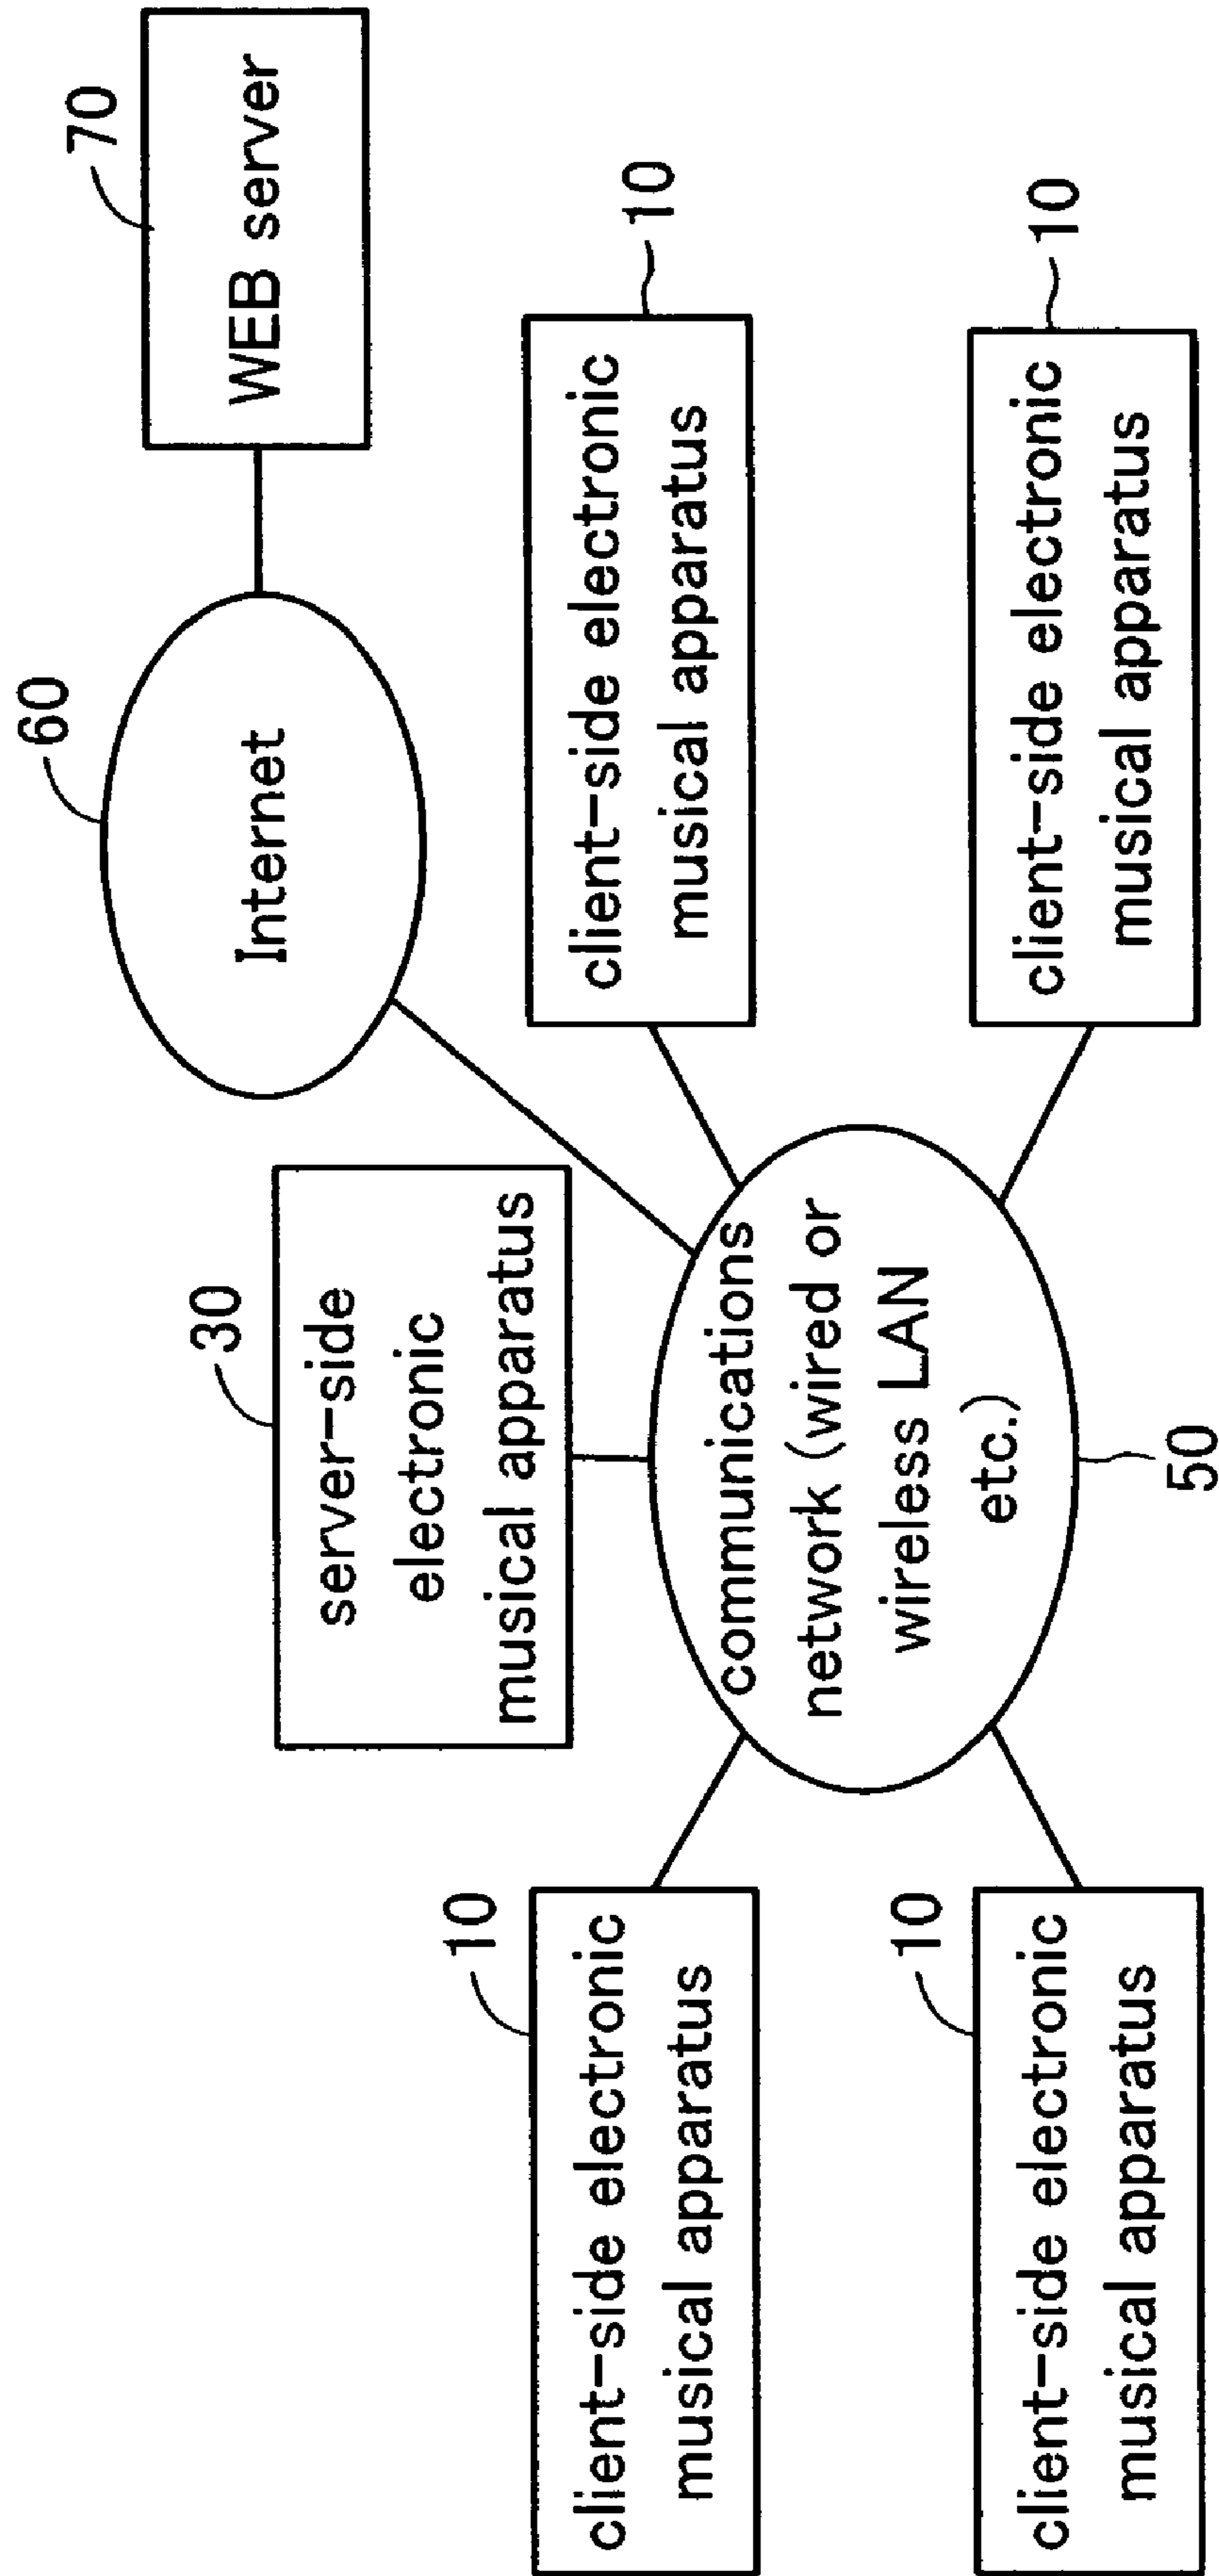 60
70
Internet
WEB server
30
server-side
electronic
musical apparatus
10
client-side electronic
musical apparatus
10
client-side electronic
musical apparatus
communications
network (wired or
wireless LAN
etc.)
50
10
client-side electronic
musical apparatus
10
client-side electronic
musical apparatus